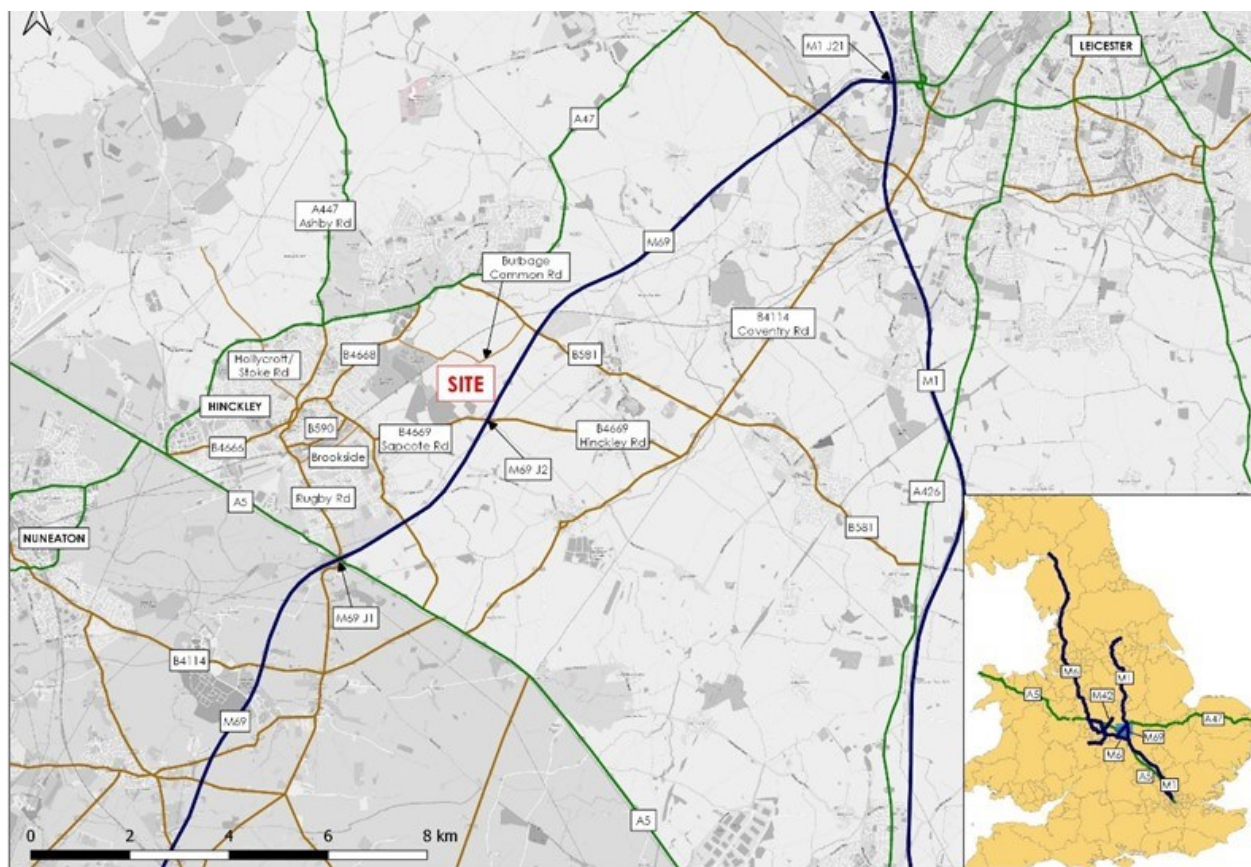 M1 J21
LEICESTER
A47
A447
Ashby Rd
M69
Burbage
Common Rd
B4114
Coventry Rd
Hollycroft/
Stoke Rd
B4668
B581
SITE
M1
HINCKLEY
B590
B4669
Sapcote Rd
B4669
Hinckley Rd
B4666
Brookside
M69 J2
Rugby Rd
A5
A426
B581
NUNEATON
M69 J1
B4114
M69
A5
0 2 4 6 8 km
M6
M1
A5
M42
A47
M69
M6
A5
M1